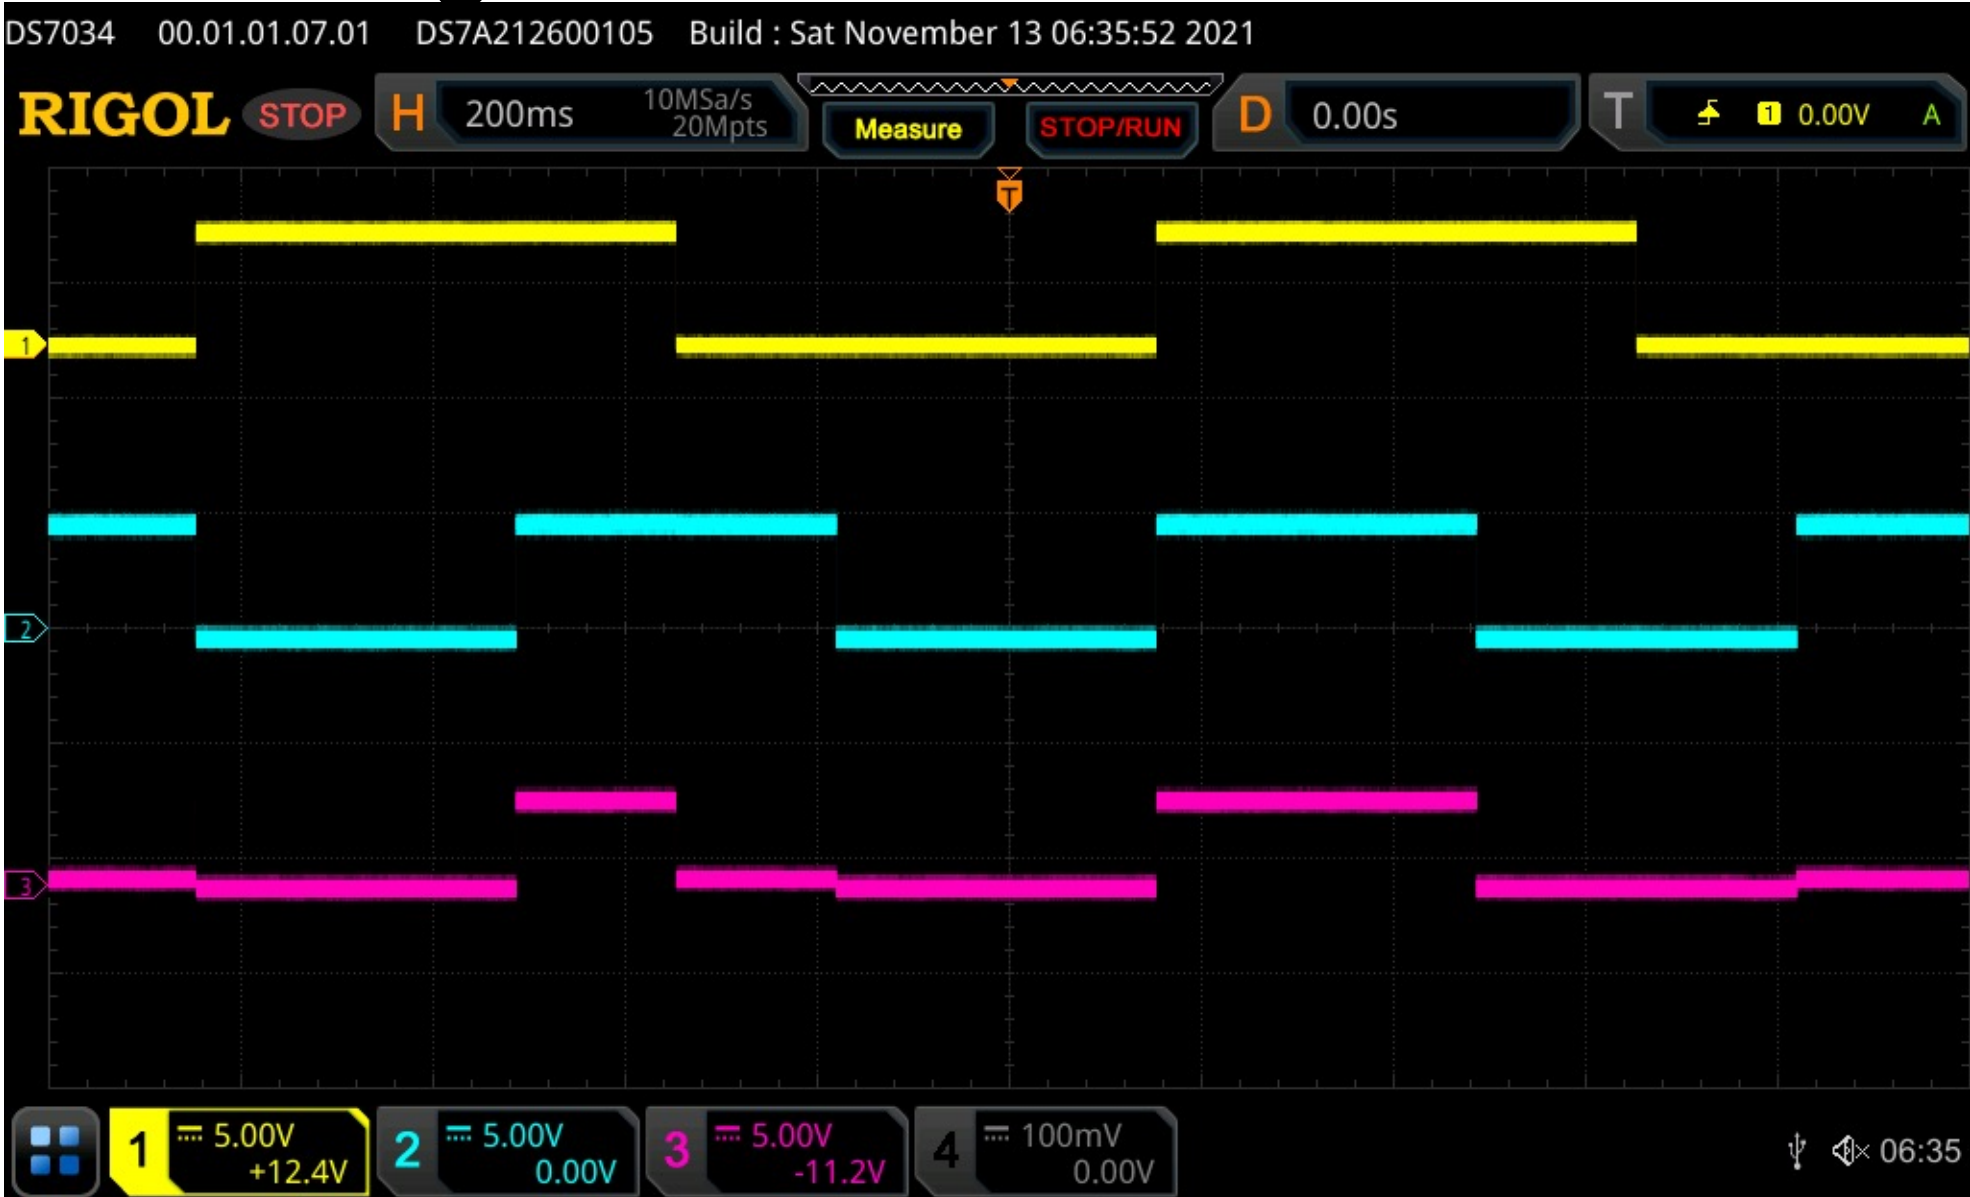 DS7034 00.01.01.07.01 DS7A212600105 Build : Sat November 13 06:35:52 2021
RIGOL STOP H 200ms 10MSa/s 20Mpts Measure STOP/RUN D 0.00s T 1 0.00V A
T
1
2
3
1 5.00V +12.4V
2 5.00V 0.00V
3 5.00V -11.2V
4 100mV 0.00V
06:35